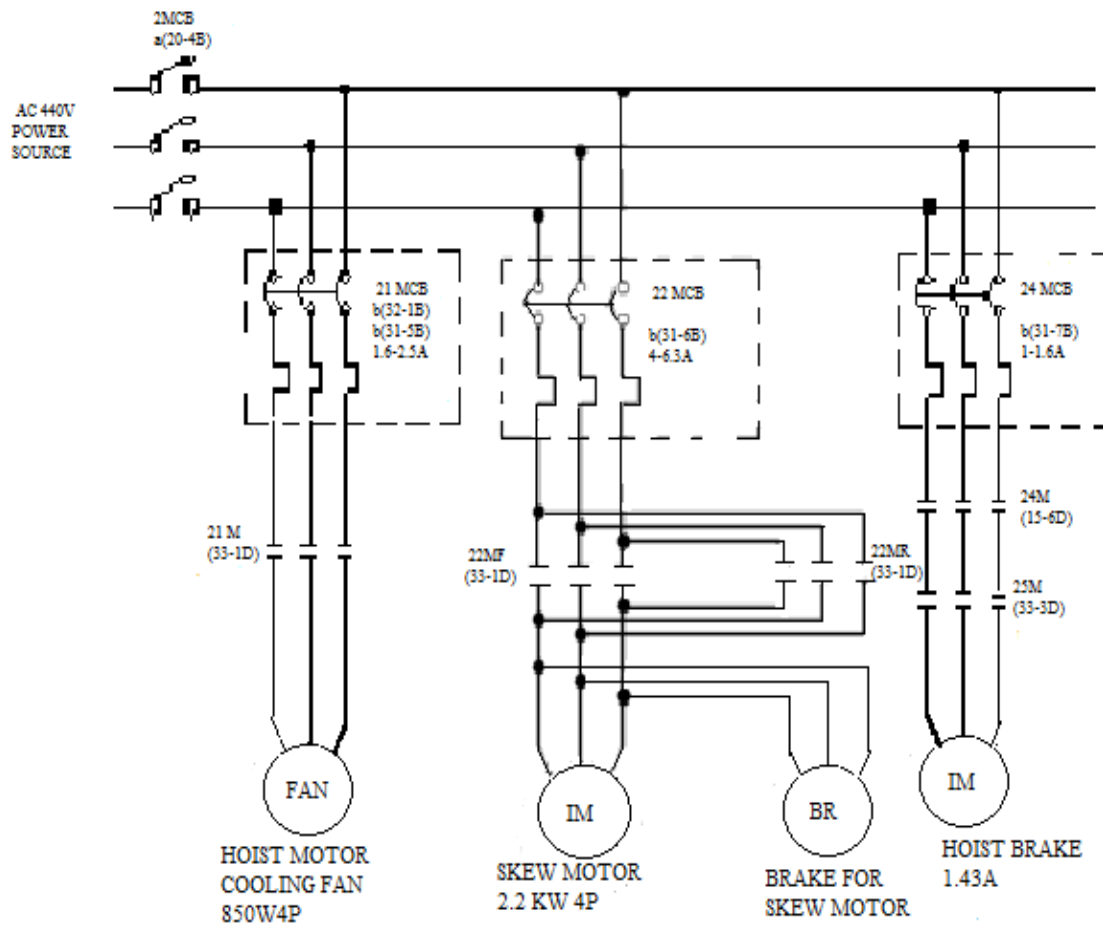 2MCB
a(20-4B)
AC 440V
POWER
SOURCE
21 MCB
b(32-1B)
b(31-5B)
1.6-2.5A
22 MCB
b(31-6B)
4-6.3A
24 MCB
b(31-7B)
1-1.6A
21 M
(33-1D)
22MF
(33-1D)
22MR
(33-1D)
24M
(15-6D)
25M
(33-3D)
FAN
IM
BR
IM
HOIST MOTOR
COOLING FAN
850W4P
SKEW MOTOR
2.2 KW 4P
BRAKE FOR
SKEW MOTOR
HOIST BRAKE
1.43A